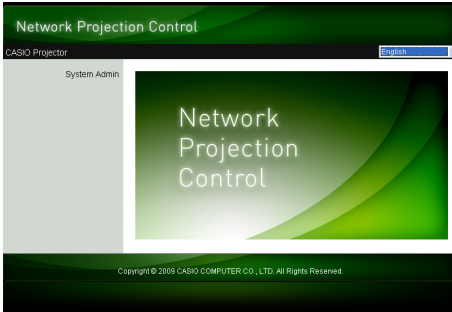 Network Projection Control
CASIO Projector
English
System Admin
Network
Projection
Control
Copyright © 2009 CASIO COMPUTER CO., LTD. All Rights Reserved.